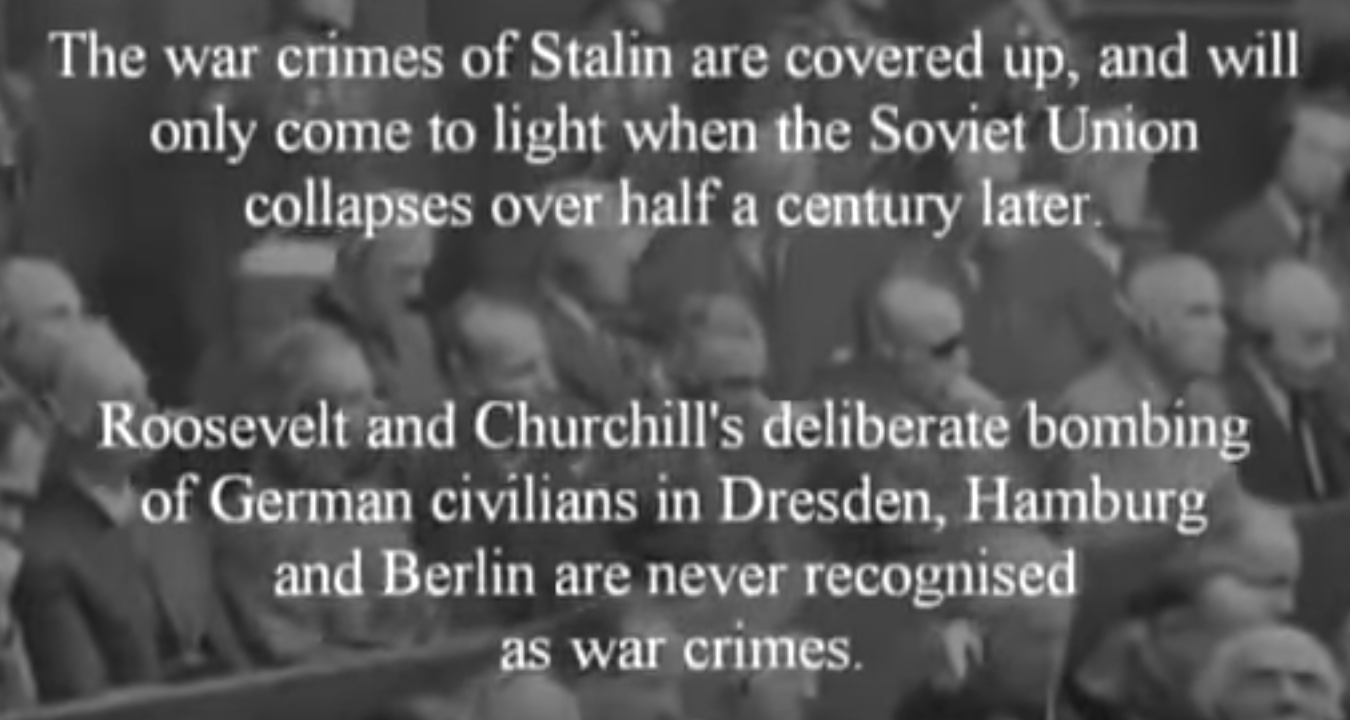 The war crimes of Stalin are covered up, and will
only come to light when the Soviet Union
collapses over half a century later.
Roosevelt and Churchill's deliberate bombing
of German civilians in Dresden, Hamburg
and Berlin are never recognised
as war crimes.